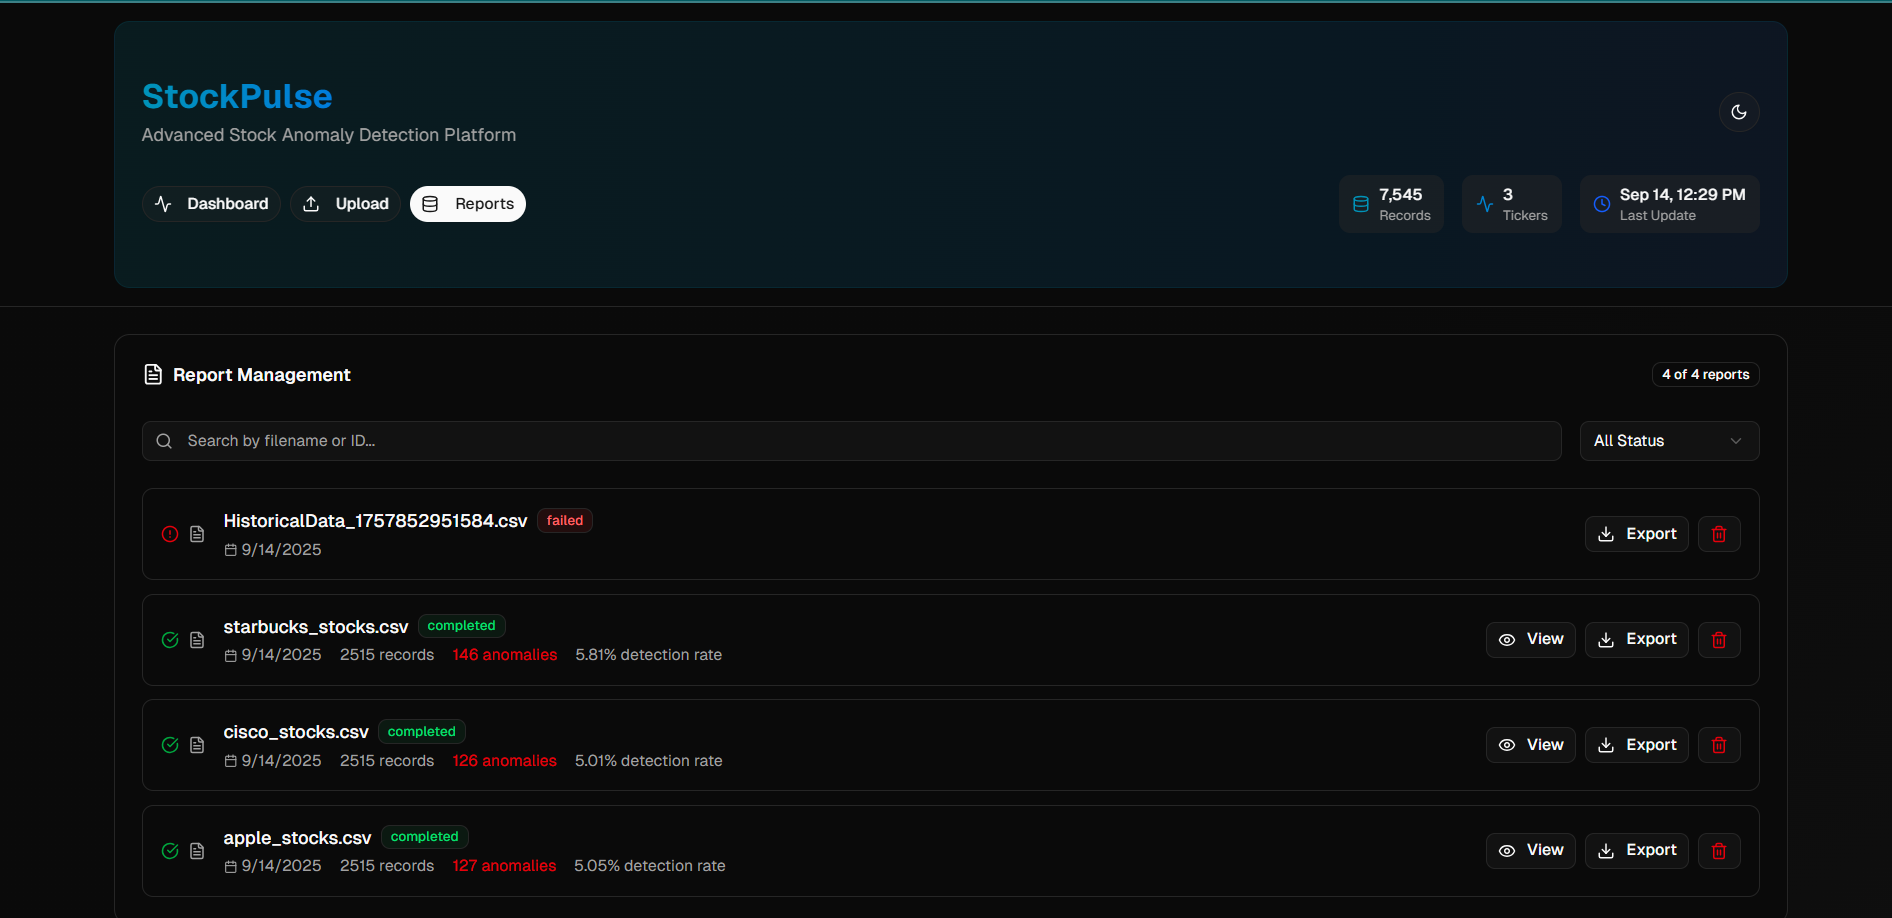 StockPulse
Advanced Stock Anomaly Detection Platform
Dashboard Upload Reports
7,545 Records
3 Tickers
Sep 14, 12:29 PM Last Update
Report Management
4 of 4 reports
Search by filename or ID...
All Status
HistoricalData_1757852951584.csv failed
9/14/2025
Export
starbucks_stocks.csv completed
9/14/2025 2515 records 146 anomalies 5.81% detection rate
View Export
cisco_stocks.csv completed
9/14/2025 2515 records 126 anomalies 5.01% detection rate
View Export
apple_stocks.csv completed
9/14/2025 2515 records 127 anomalies 5.05% detection rate
View Export